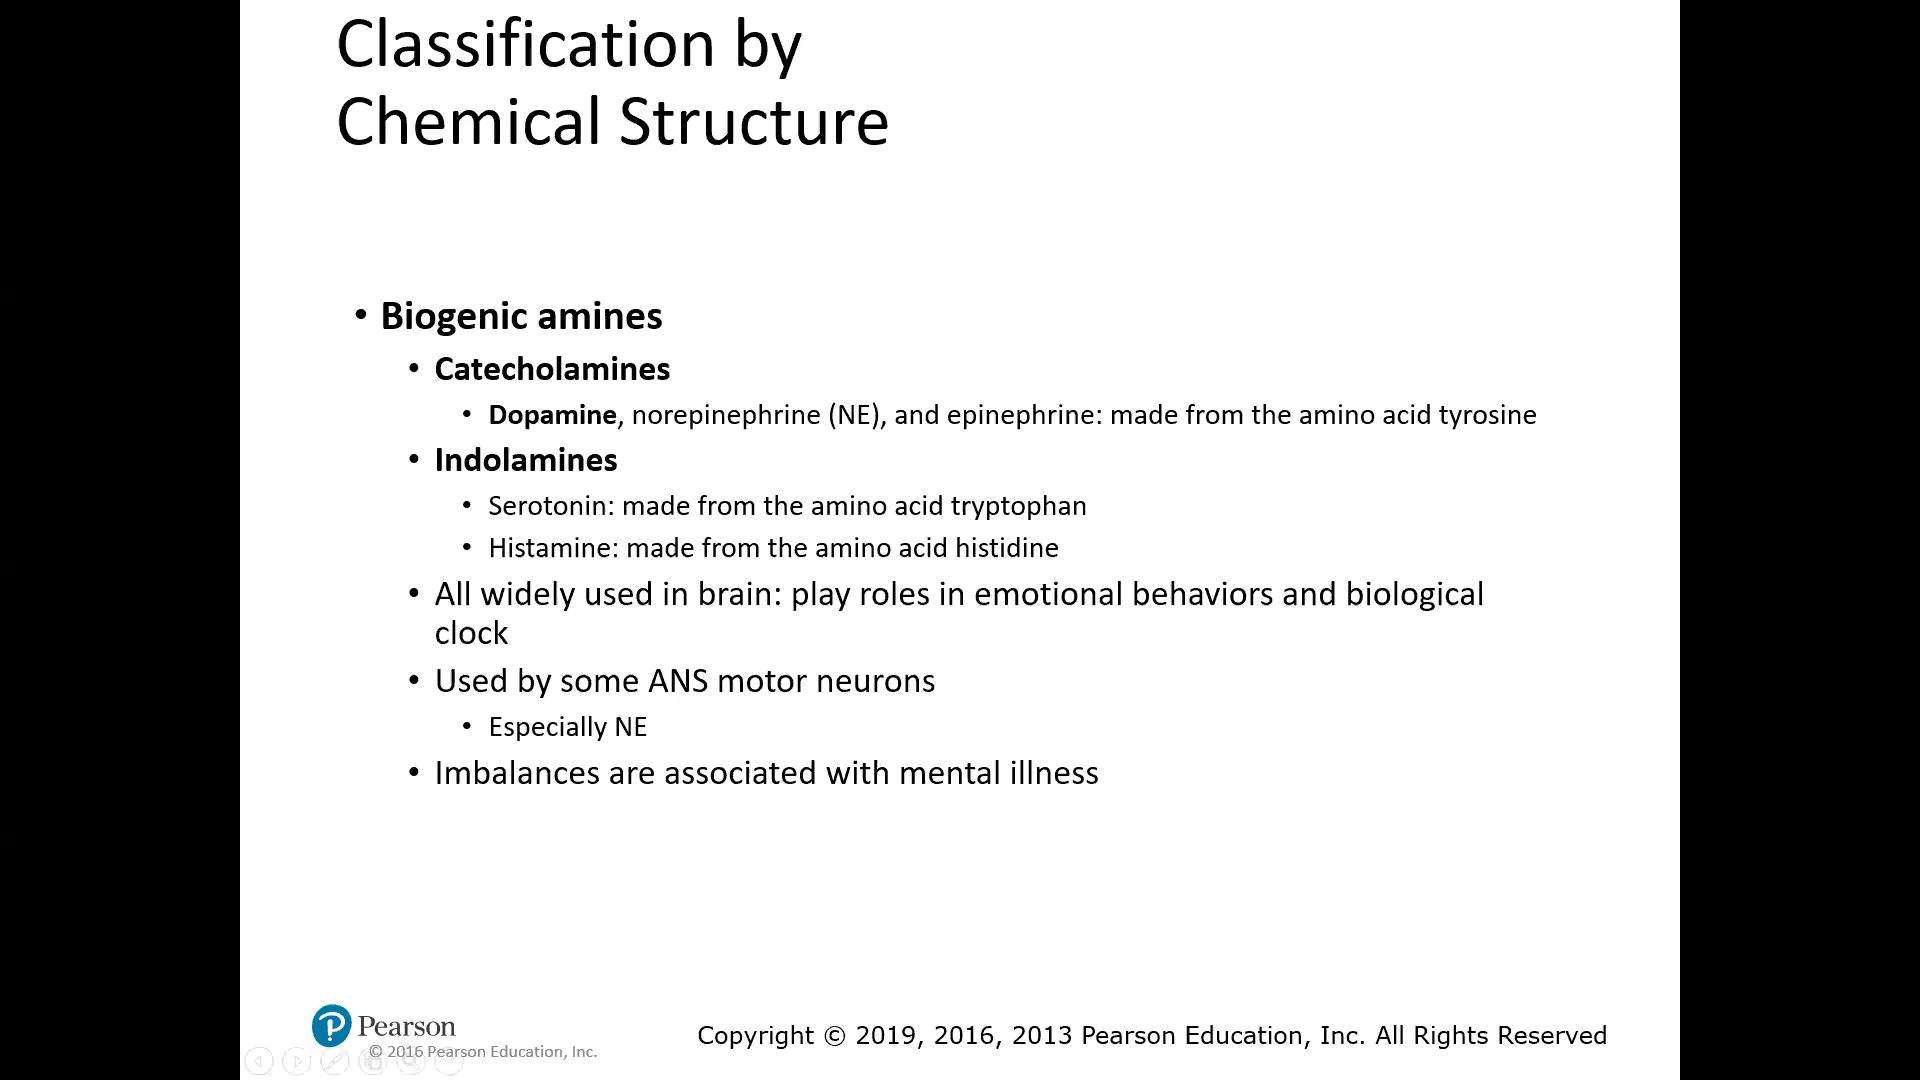 Classification by
Chemical Structure
• Biogenic amines
• Catecholamines
• Dopamine, norepinephrine (NE), and epinephrine: made from the amino acid tyrosine
• Indolamines
• Serotonin: made from the amino acid tryptophan
• Histamine: made from the amino acid histidine
• All widely used in brain: play roles in emotional behaviors and biological
clock
• Used by some ANS motor neurons
• Especially NE
• Imbalances are associated with mental illness
Pearson
© 2016 Pearson Education, Inc.
Copyright © 2019, 2016, 2013 Pearson Education, Inc. All Rights Reserved